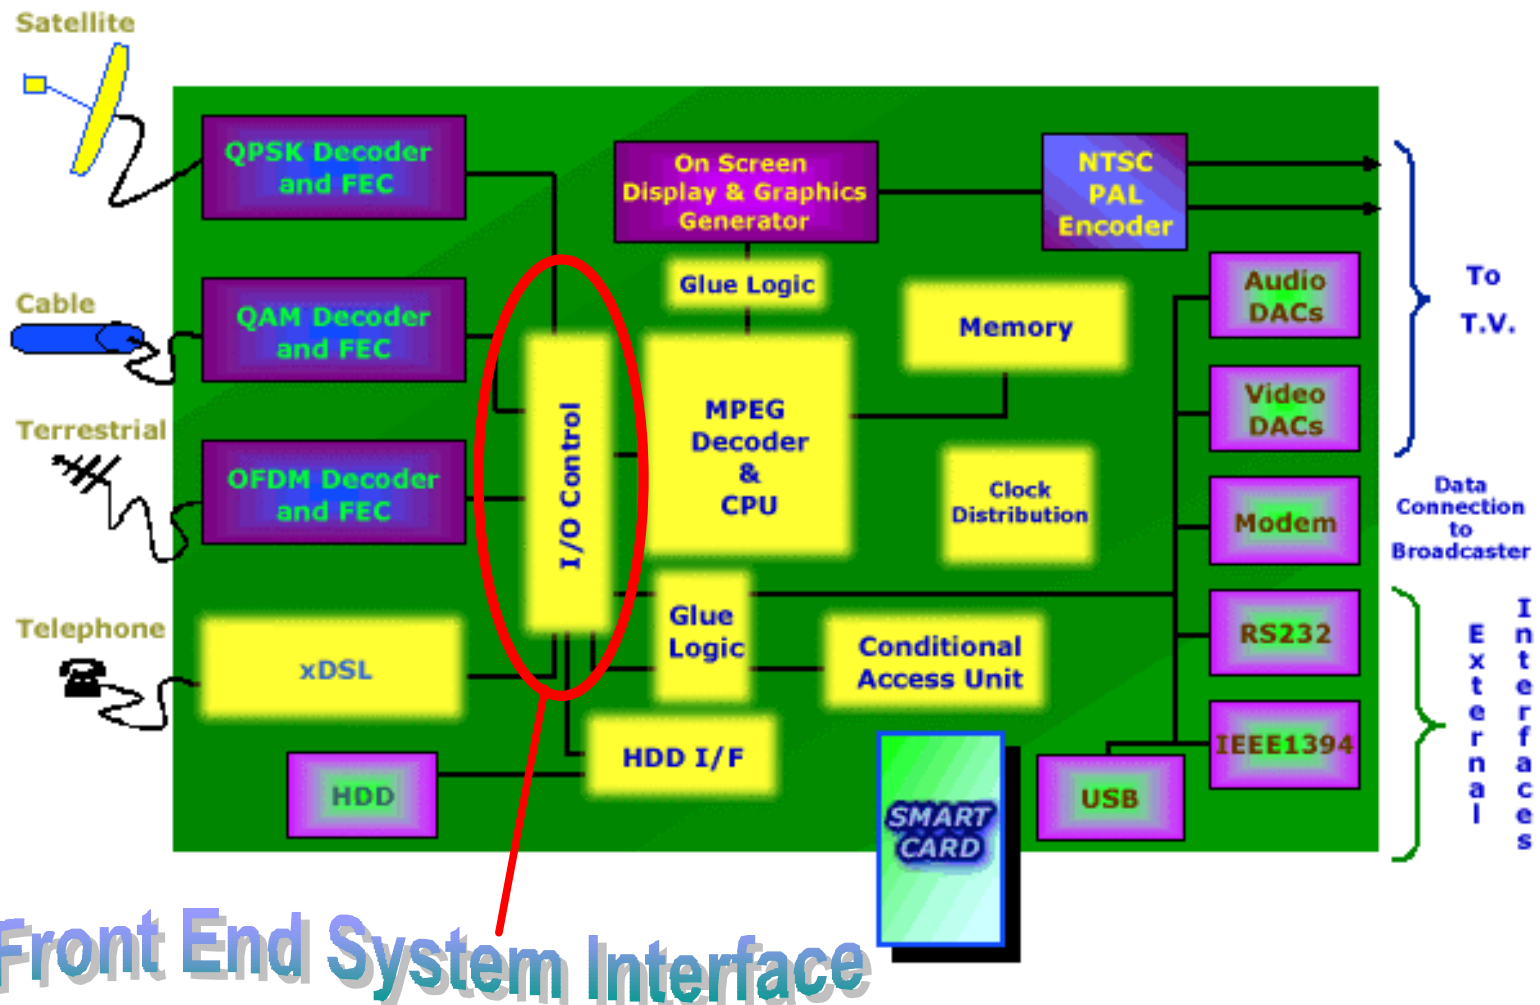 Satellite
QPSK Decoder
and FEC
On Screen
Display & Graphics
Generator
NTSC
PAL
Encoder
Glue Logic
Audio
DACs
To
T.V.
Cable
QAM Decoder
and FEC
Memory
I/O Control
MPEG
Decoder
&
CPU
Video
DACs
Terrestrial
OFDM Decoder
and FEC
Clock
Distribution
Modem
Data
Connection
to
Broadcaster
Telephone
xDSL
Glue
Logic
Conditional
Access Unit
RS232
External
Interfaces
IEEE1394
HDD I/F
HDD
USB
SMART
CARD
Front End System Interface